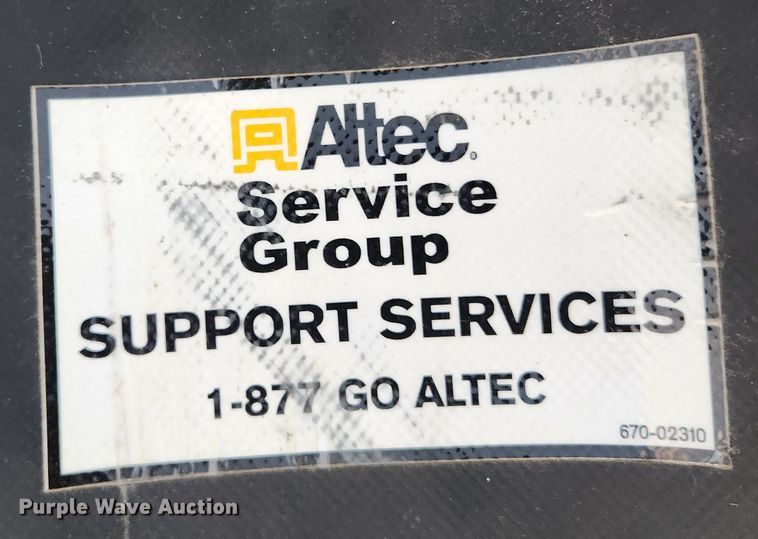 Altec
Service
Group
SUPPORT SERVICES
1-877 GO ALTEC
670-02310
Purple Wave Auction